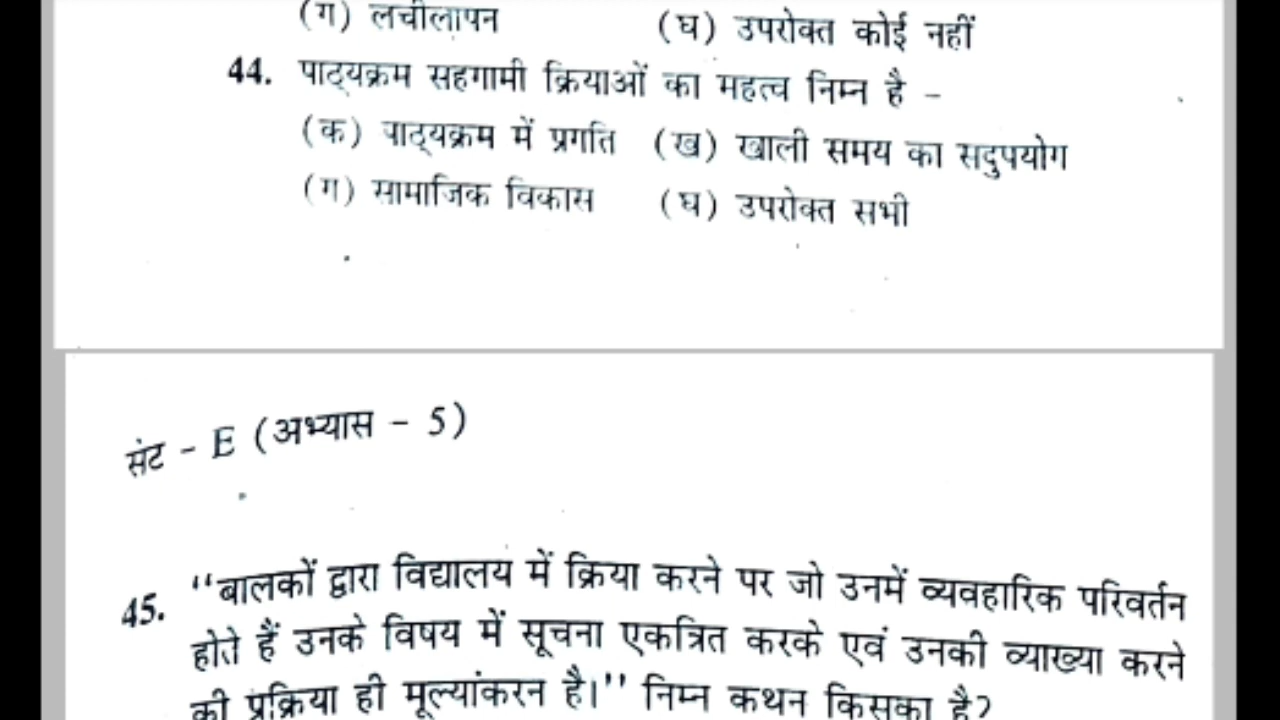 (ग) लचीलापन (घ) उपरोक्त कोई नहीं
44. पाठ्यक्रम सहगामी क्रियाओं का महत्व निम्न है -
(क) पाठ्यक्रम में प्रगति (ख) खाली समय का सदुपयोग
(ग) सामाजिक विकास (घ) उपरोक्त सभी
संट - E (अभ्यास - 5)
45. “बालकों द्वारा विद्यालय में क्रिया करने पर जो उनमें व्यवहारिक परिवर्तन
होते हैं उनके विषय में सूचना एकत्रित करके एवं उनकी व्याख्या करने
की प्रक्रिया ही मूल्यांकरन है।” निम्न कथन किसका है?